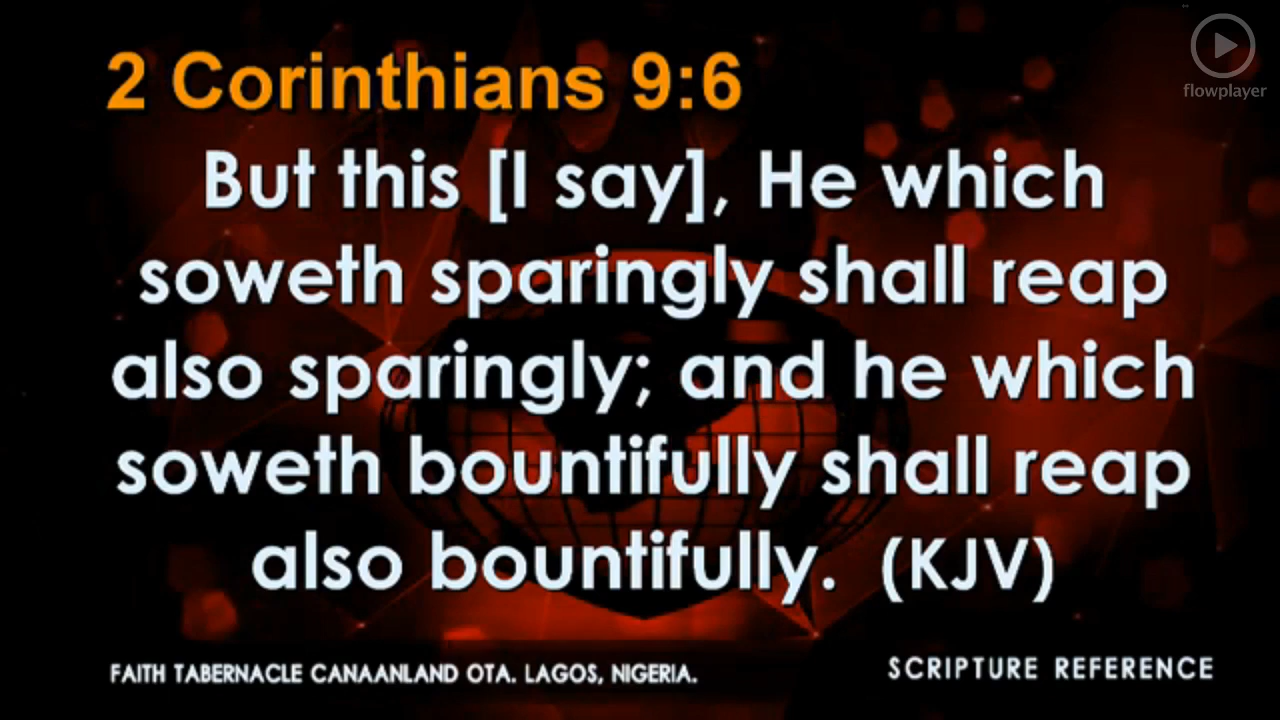 2 Corinthians 9:6
flowplayer
But this [I say], He which
soweth sparingly shall reap
also sparingly; and he which
soweth bountifully shall reap
also bountifully. (KJV)
FAITH TABERNACLE CANAANLAND OTA. LAGOS, NIGERIA.
SCRIPTURE REFERENCE